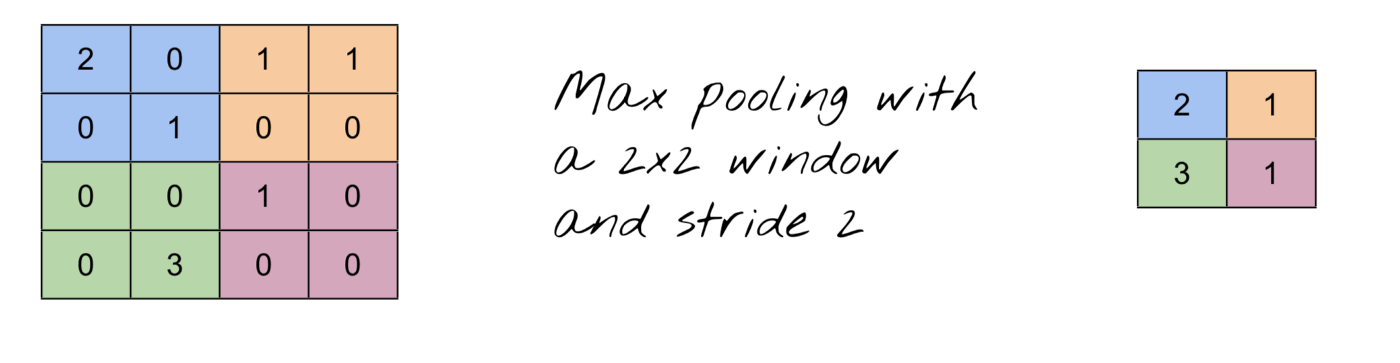 2 0 1 1
0 1 0 0
0 0 1 0
0 3 0 0
Max pooling with
a 2x2 window
and stride 2
2 1
3 1